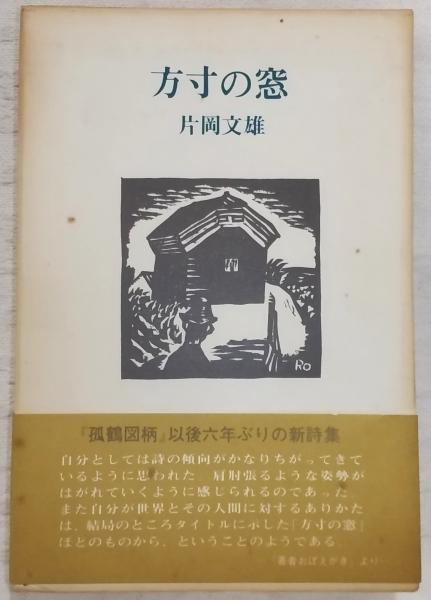 方寸の窓
片岡文雄
RO
『孤鶴図柄』以後六年ぶりの新詩集
自分としては詩の傾向がかなりちがってきて
いるように思われた 肩肘張るような姿勢が
はがれていくように感じられるのであった
また自分が世界とその人間に対するありかた
は、結局のところタイトルに示した「方寸の窓」
ほどのものから、ということのようである。
「著者おぼえがき」より